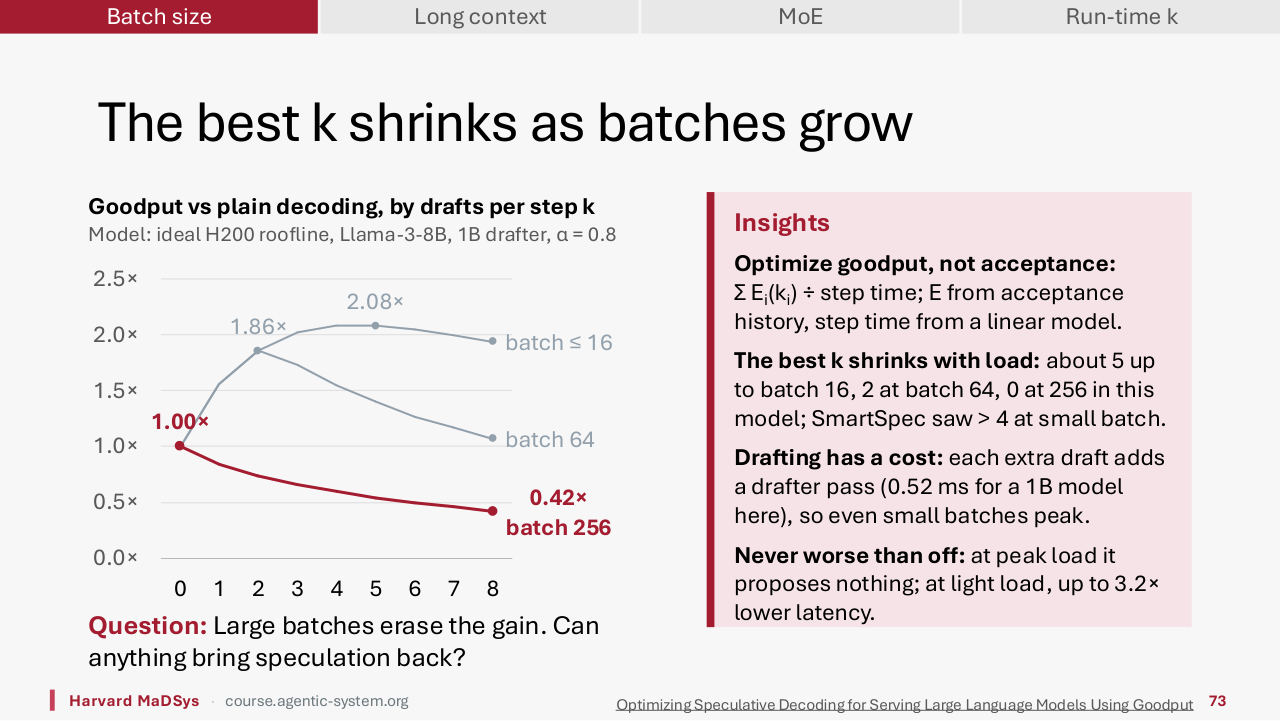 Batch size
Long context
MoE
Run-time k
The best k shrinks as batches grow
Goodput vs plain decoding, by drafts per step k
Model: ideal H200 roofline, Llama-3-8B, 1B drafter, α = 0.8
2.5×
2.0×
1.5×
1.0×
0.5×
0.0×
2.08×
1.86×
1.00×
batch ≤ 16
batch 64
0.42×
batch 256
0 1 2 3 4 5 6 7 8
Question: Large batches erase the gain. Can
anything bring speculation back?
Insights
Optimize goodput, not acceptance:
Σ Eᵢ(kᵢ) ÷ step time; E from acceptance
history, step time from a linear model.
The best k shrinks with load: about 5 up
to batch 16, 2 at batch 64, 0 at 256 in this
model; SmartSpec saw > 4 at small batch.
Drafting has a cost: each extra draft adds
a drafter pass (0.52 ms for a 1B model
here), so even small batches peak.
Never worse than off: at peak load it
proposes nothing; at light load, up to 3.2×
lower latency.
Harvard MaDSys · course.agentic-system.org
Optimizing Speculative Decoding for Serving Large Language Models Using Goodput
73